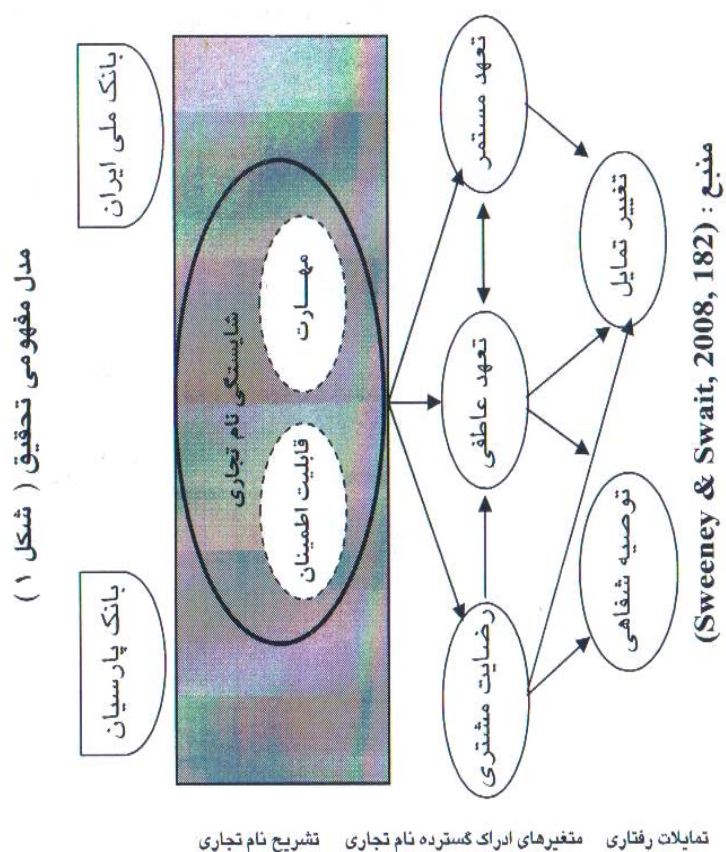 مدل مفهومی تحقیق ( شکل ۱ )
بانک ملی ایران
بانک پارسیان
شایستگی نام تجاری
مهـــارت
قابلیت اطمینان
تعهد مستمر
تعهد عاطفی
رضایت مشتری
تغییر تمایل
توصیه شفاهی
منبع : (Sweeney & Swait, 2008, 182)
تشریح نام تجاری
متغیرهای ادراک گسترده نام تجاری
تمایلات رفتاری